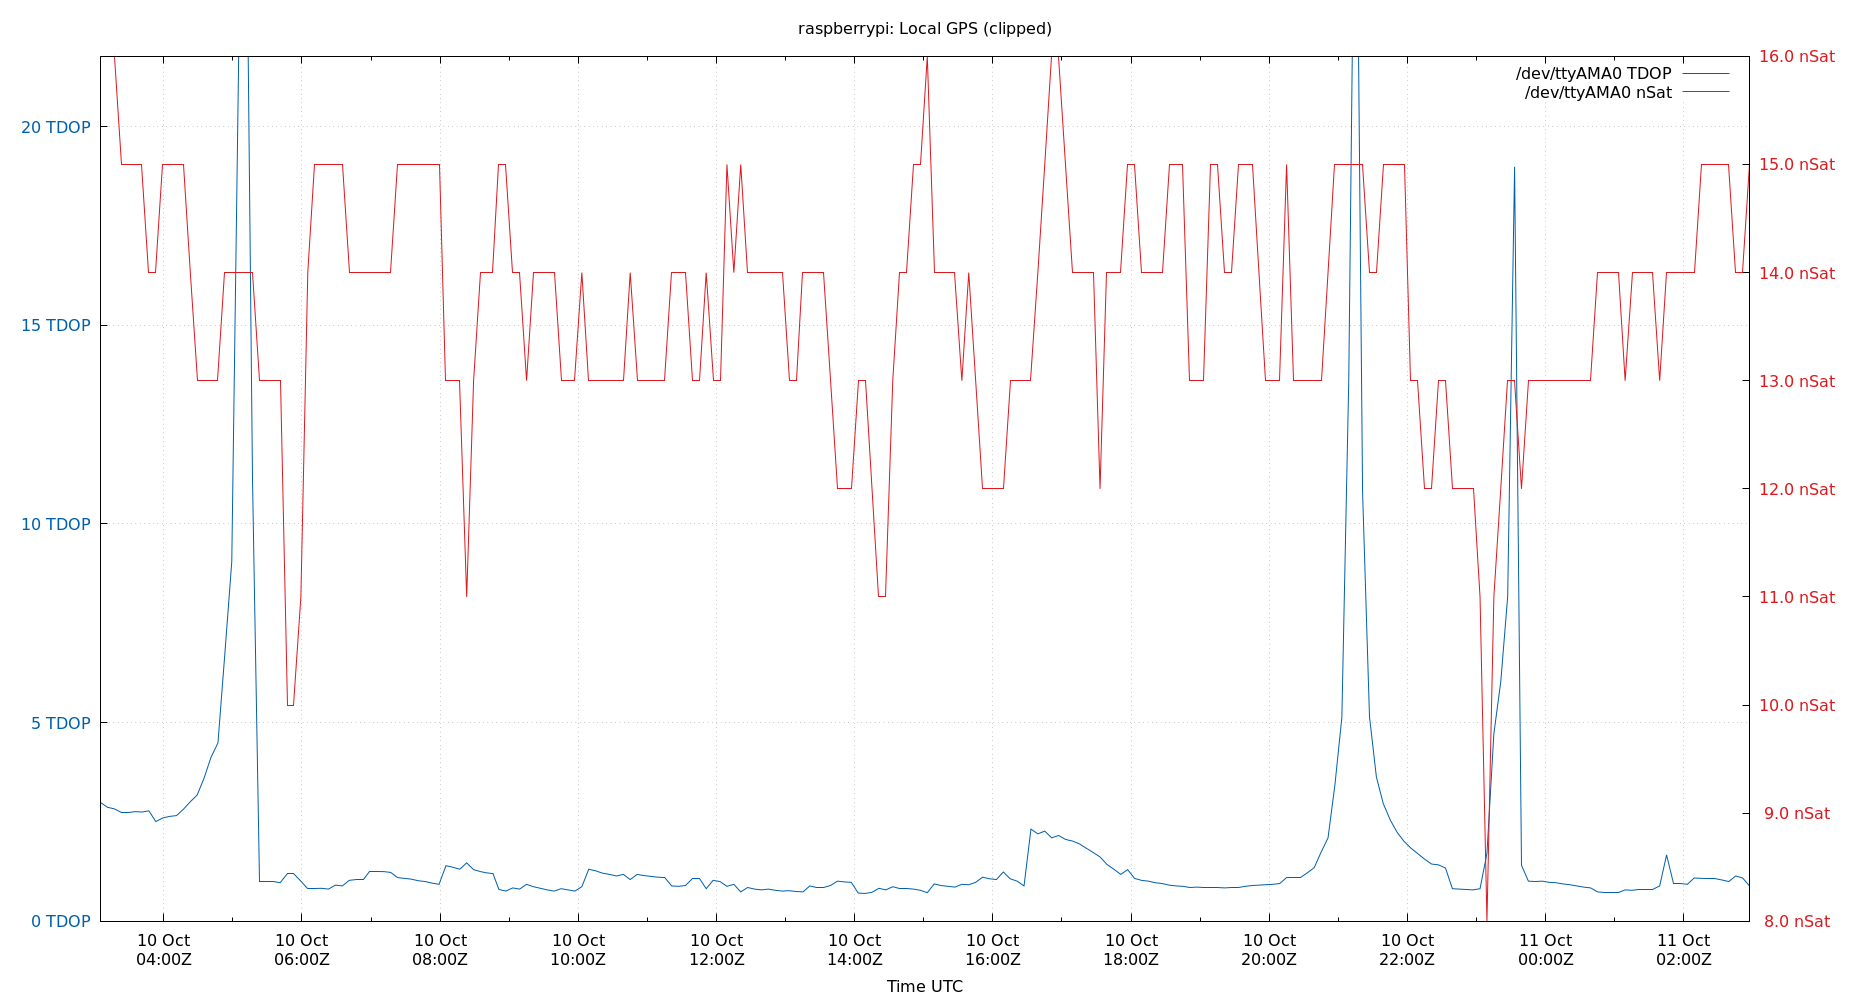 raspberrypi: Local GPS (clipped)
16.0 nSat
/dev/ttyAMA0 TDOP
/dev/ttyAMA0 nSat
20 TDOP
15.0 nSat
14.0 nSat
15 TDOP
13.0 nSat
12.0 nSat
10 TDOP
11.0 nSat
10.0 nSat
5 TDOP
9.0 nSat
0 TDOP
8.0 nSat
10 Oct 10 Oct 10 Oct 10 Oct 10 Oct 10 Oct 10 Oct 10 Oct 10 Oct 10 Oct 11 Oct 11 Oct
04:00Z 06:00Z 08:00Z 10:00Z 12:00Z 14:00Z 16:00Z 18:00Z 20:00Z 22:00Z 00:00Z 02:00Z
Time UTC